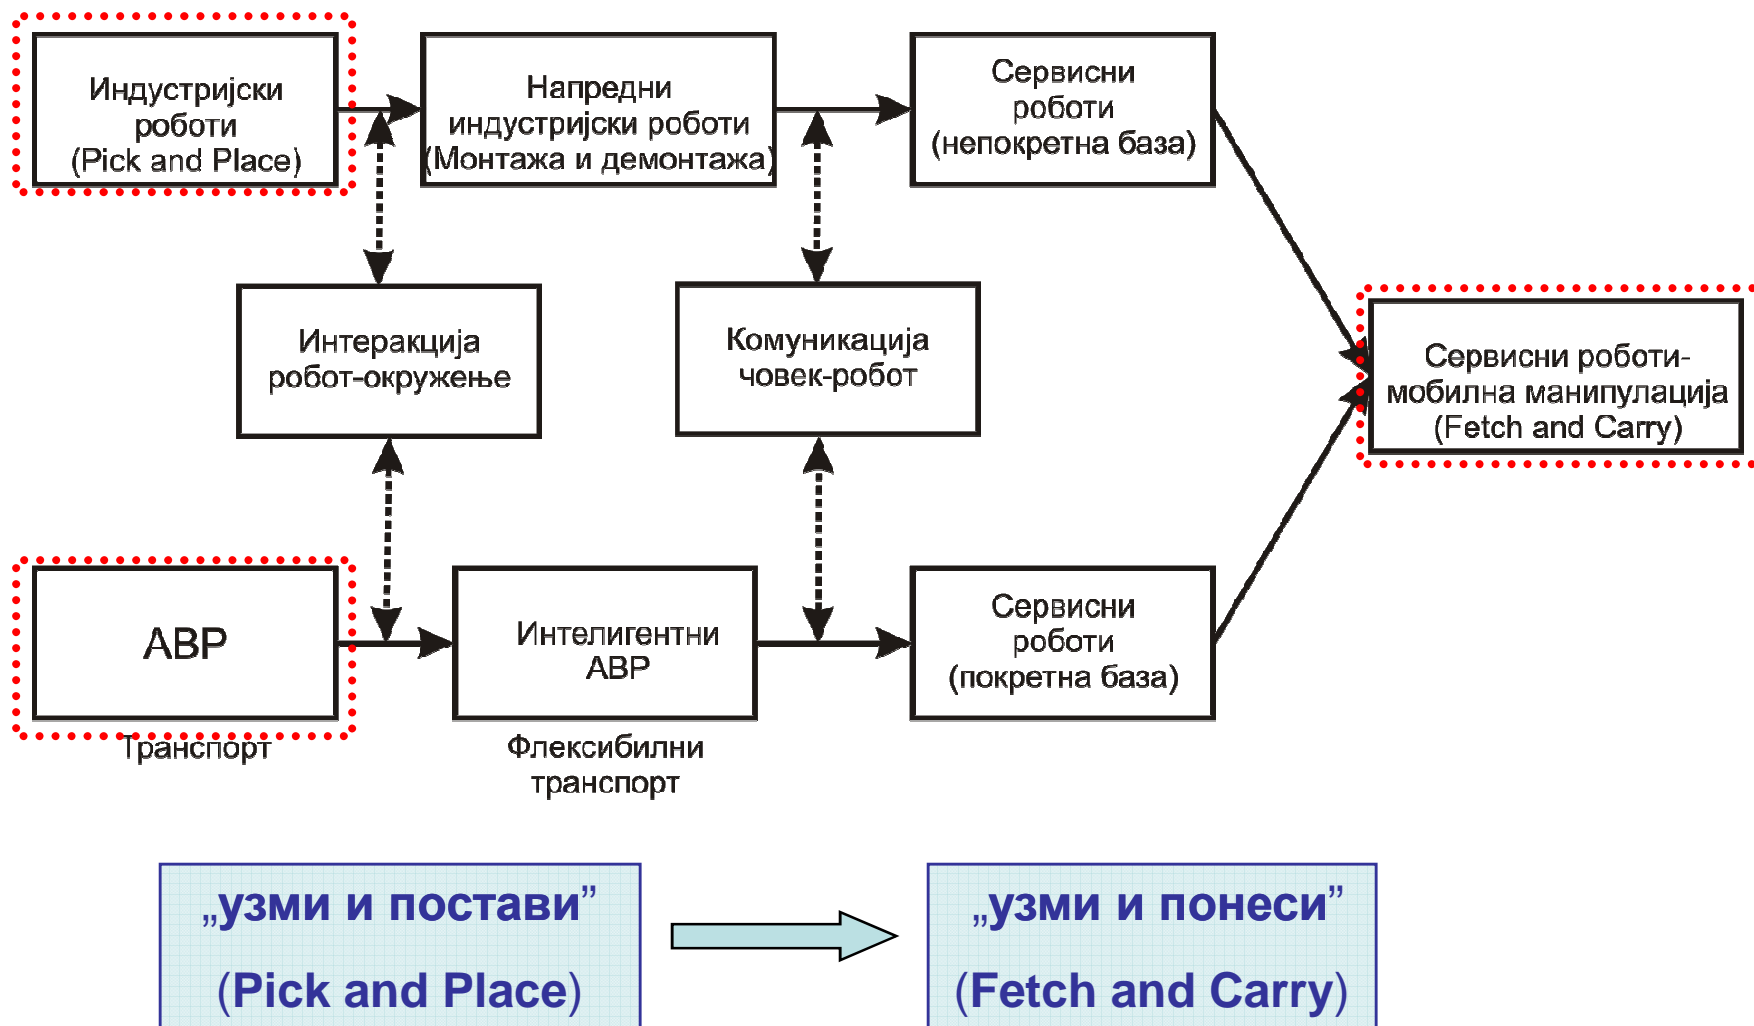 Индустријски
роботи
(Pick and Place)
Напредни
индустријски роботи
(Монтажа и демонтажа)
Сервисни
роботи
(непокретна база)
Интеракција
робот-окружење
Комуникација
човек-робот
Сервисни роботи-
мобилна манипулација
(Fetch and Carry)
АВР
Транспорт
Интелигентни
АВР
Флексибилни
транспорт
Сервисни
роботи
(покретна база)
„узми и постави”
(Pick and Place)
„узми и понеси”
(Fetch and Carry)